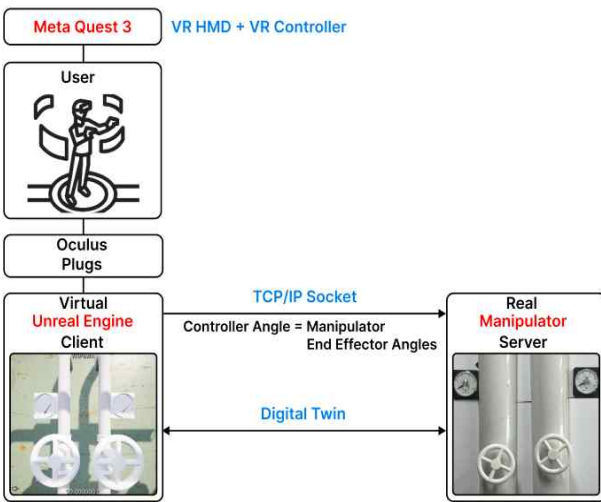 Meta Quest 3
VR HMD + VR Controller
User
Oculus
Plugs
Virtual
Unreal Engine
Client
TCP/IP Socket
Controller Angle = Manipulator
End Effector Angles
Real
Manipulator
Server
Digital Twin